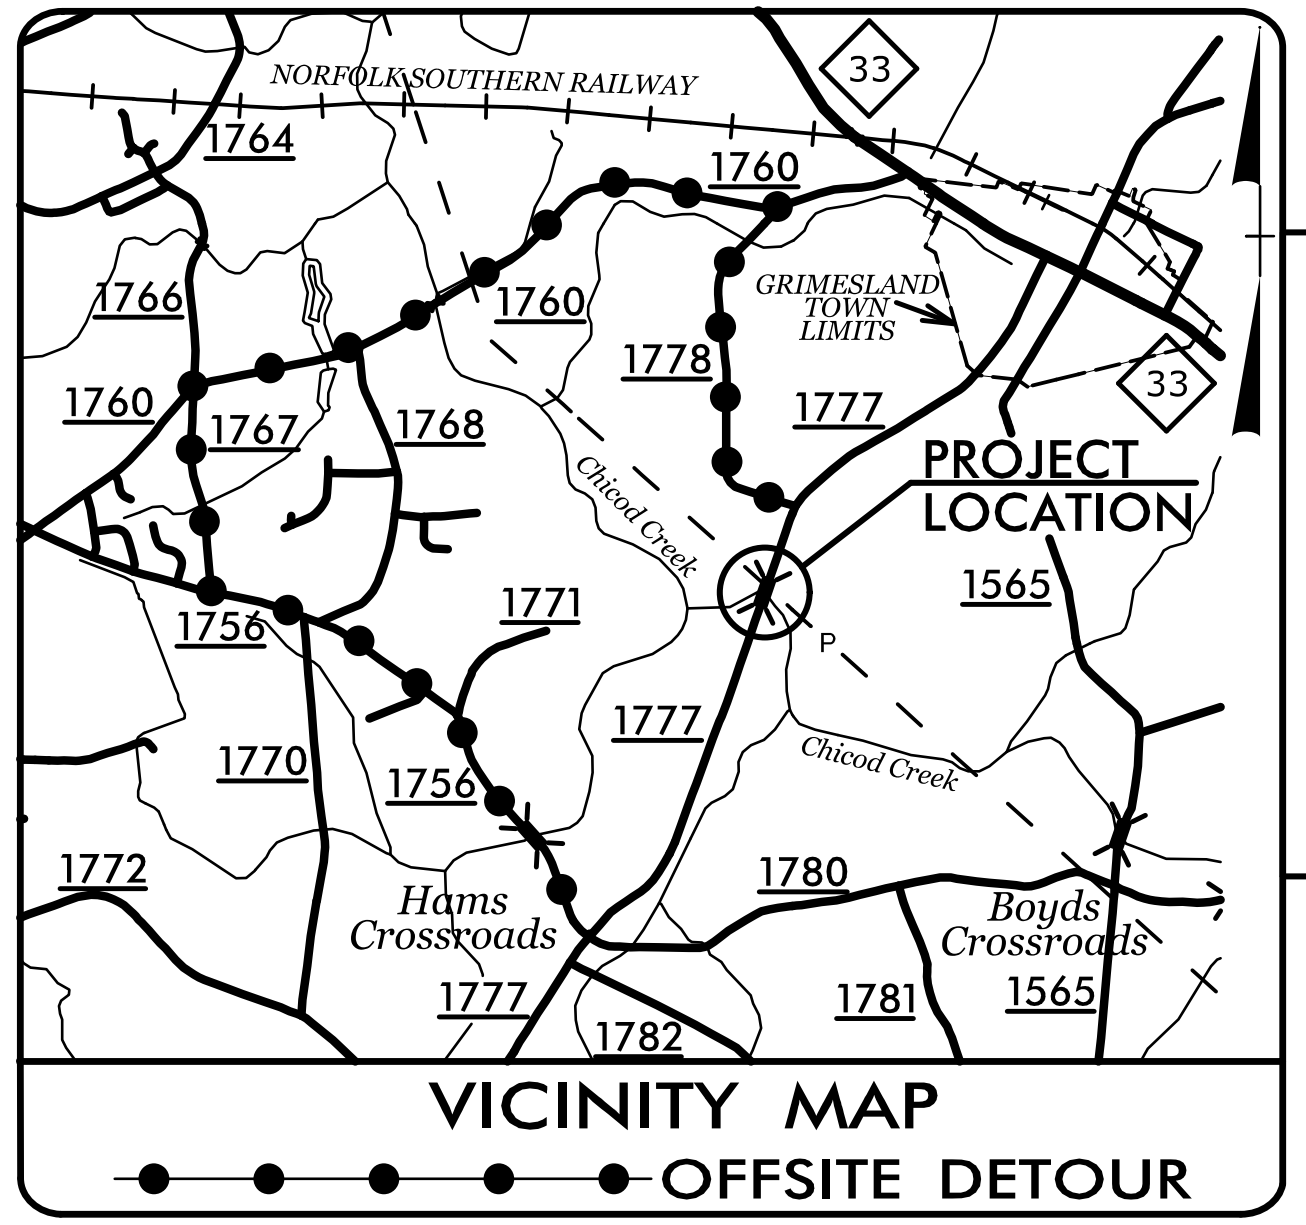 33
NORFOLK SOUTHERN RAILWAY
1764
1760
1766
1760
GRIMESLAND
TOWN
LIMITS
1778
33
1760
1767
1768
1777
PROJECT
LOCATION
Chicod Creek
1565
1771
1756
P
1777
1770
Chicod Creek
1756
1772
1780
Hams
Crossroads
Boyds
Crossroads
1777
1781
1565
1782
VICINITY MAP
OFFSITE DETOUR